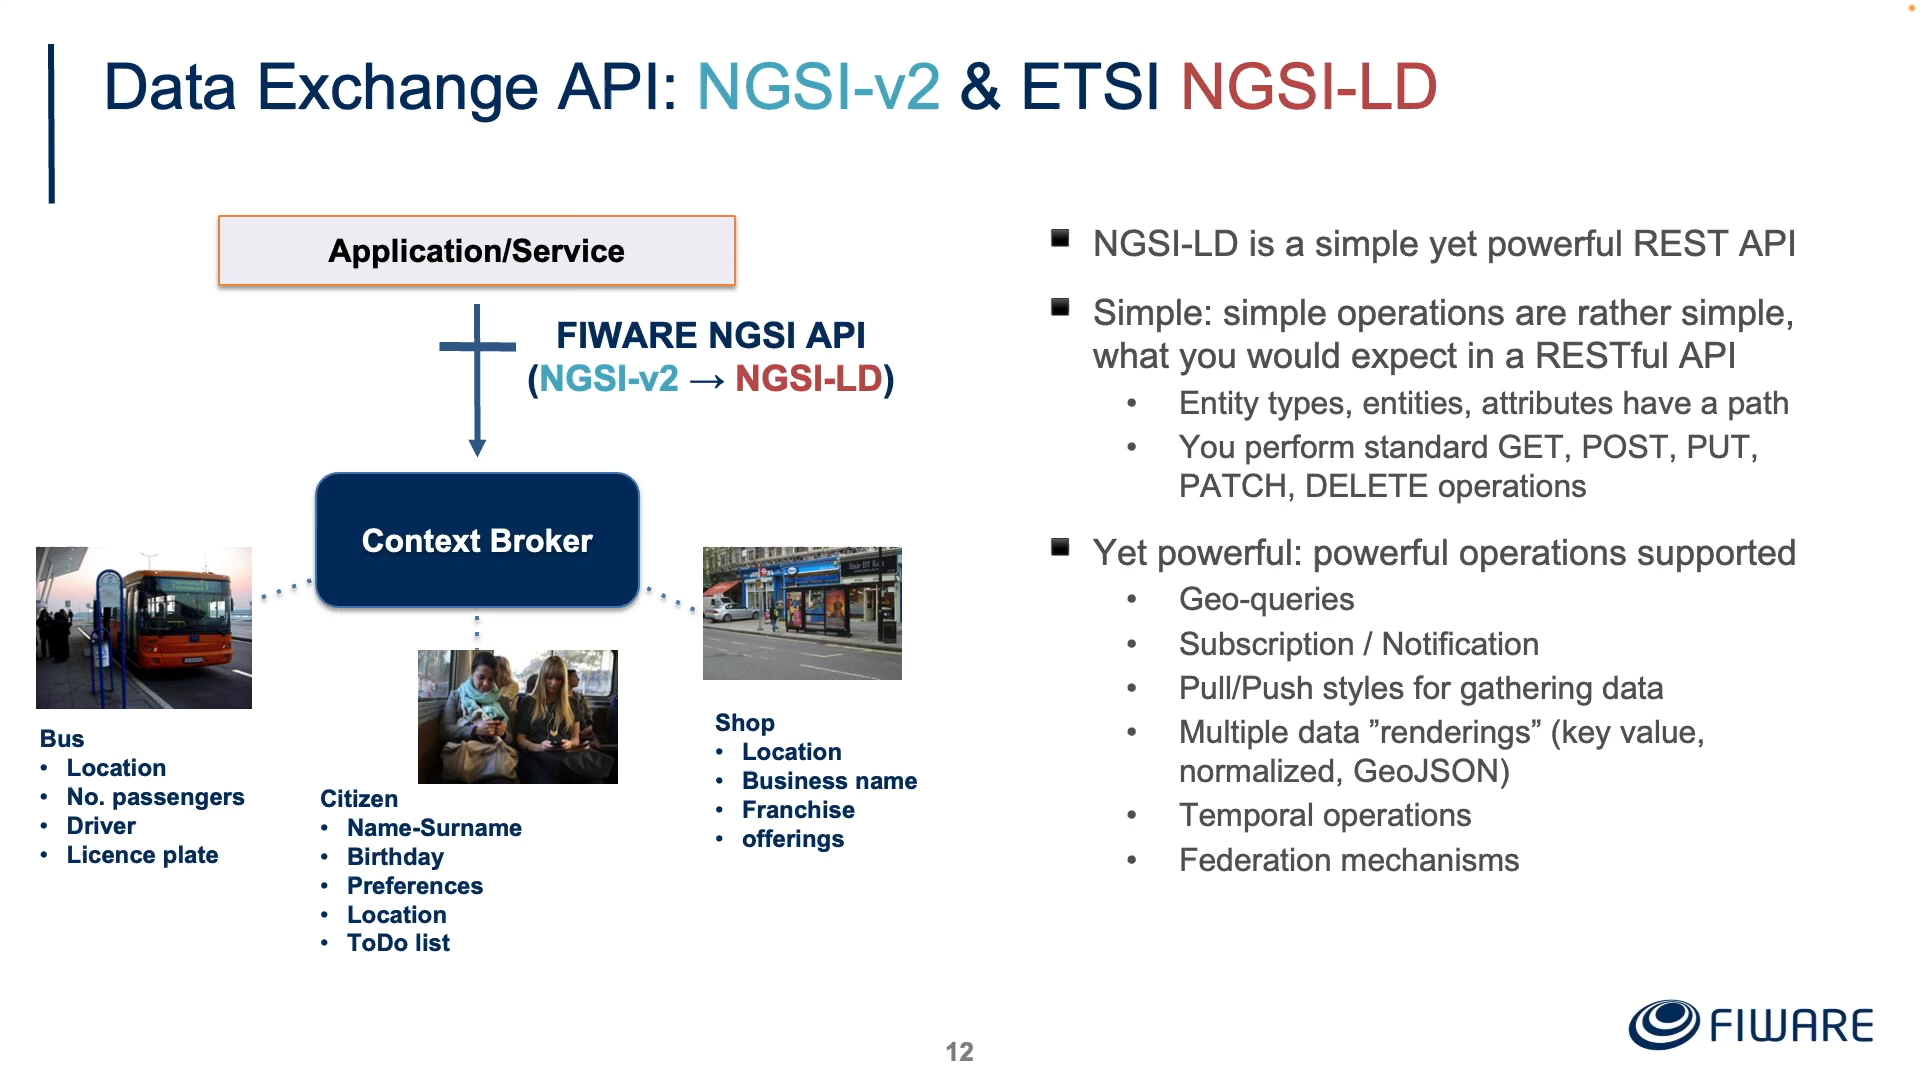 Data Exchange API: NGSI-v2 & ETSI NGSI-LD
Application/Service
FIWARE NGSI API
(NGSI-v2 → NGSI-LD)
Context Broker
Bus
• Location
• No. passengers
• Driver
• Licence plate
Citizen
• Name-Surname
• Birthday
• Preferences
• Location
• ToDo list
Shop
• Location
• Business name
• Franchise
• offerings
■ NGSI-LD is a simple yet powerful REST API
■ Simple: simple operations are rather simple,
what you would expect in a RESTful API
• Entity types, entities, attributes have a path
• You perform standard GET, POST, PUT,
PATCH, DELETE operations
■ Yet powerful: powerful operations supported
• Geo-queries
• Subscription / Notification
• Pull/Push styles for gathering data
• Multiple data ”renderings” (key value,
normalized, GeoJSON)
• Temporal operations
• Federation mechanisms
12
FIWARE